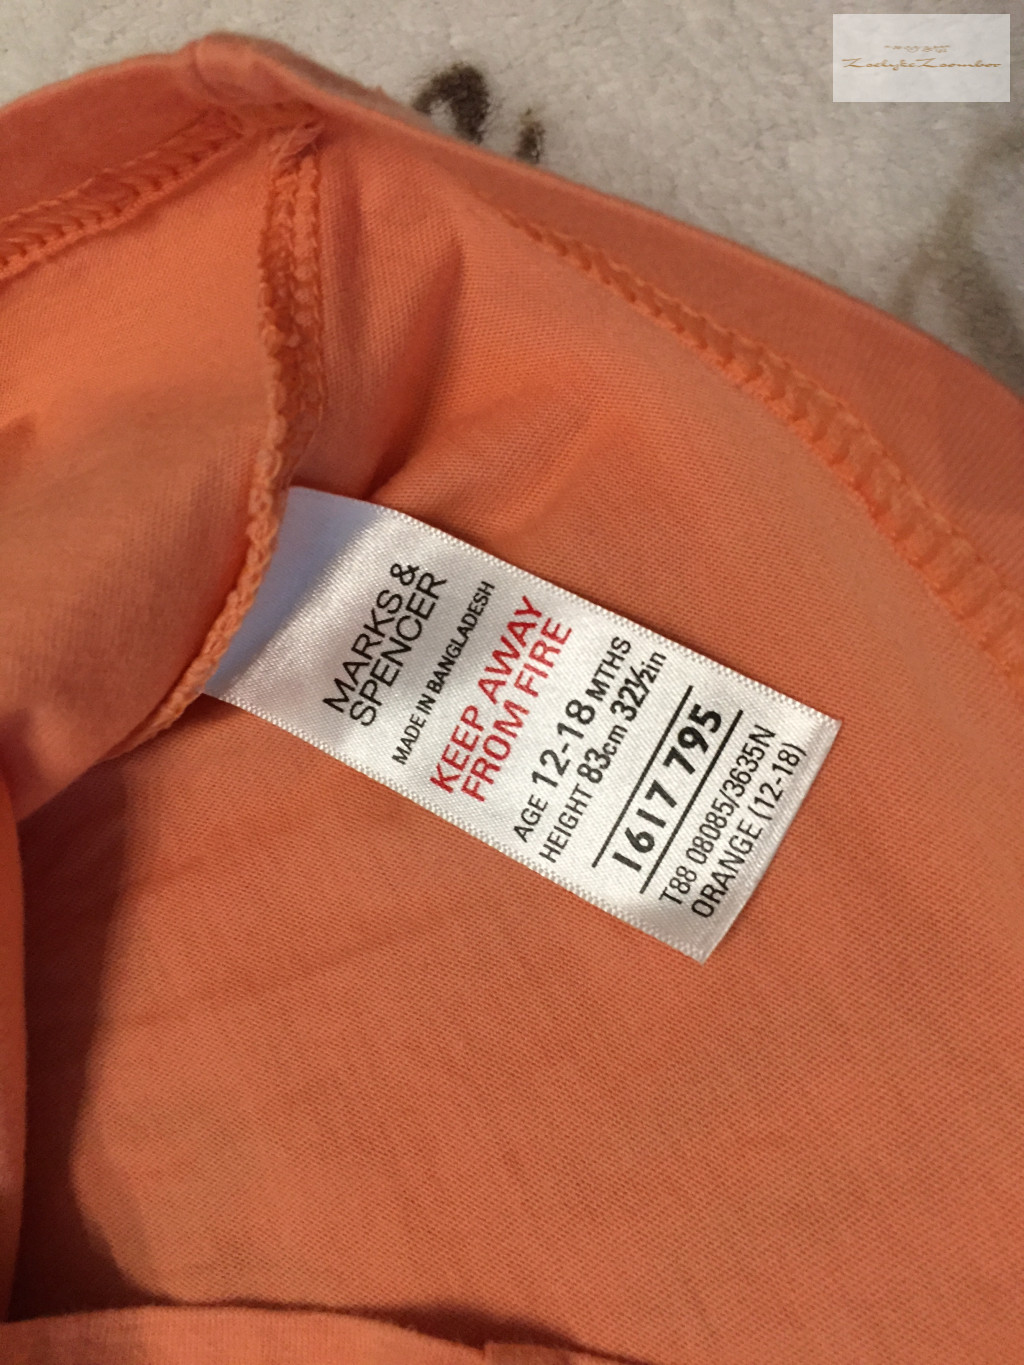 MARKS &
SPENCER
MADE IN BANGLADESH
KEEP AWAY
FROM FIRE
AGE 12-18 MTHS
HEIGHT 83cm 32½in
1617 795
T88 08085/3635N
ORANGE (12-18)